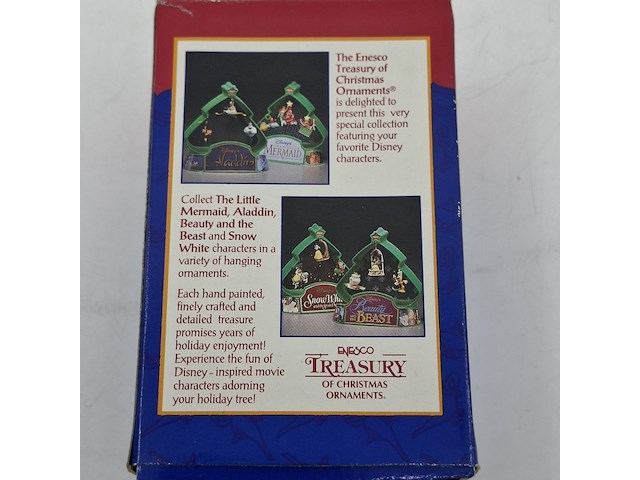 The Enesco
Treasury of
Christmas
Ornaments®
is delighted to
present this very
special collection
featuring your
favorite Disney
characters.
Aladdin
Disney's
MERMAID
Collect The Little
Mermaid, Aladdin,
Beauty and the
Beast and Snow
White characters in a
variety of hanging
ornaments.
Each hand painted,
finely crafted and
detailed treasure
promises years of
holiday enjoyment!
Experience the fun of
Disney-inspired movie
characters adorning
your holiday tree!
Snow White
Beauty
BEAST
ENESCO
TREASURY
OF CHRISTMAS
ORNAMENTS®